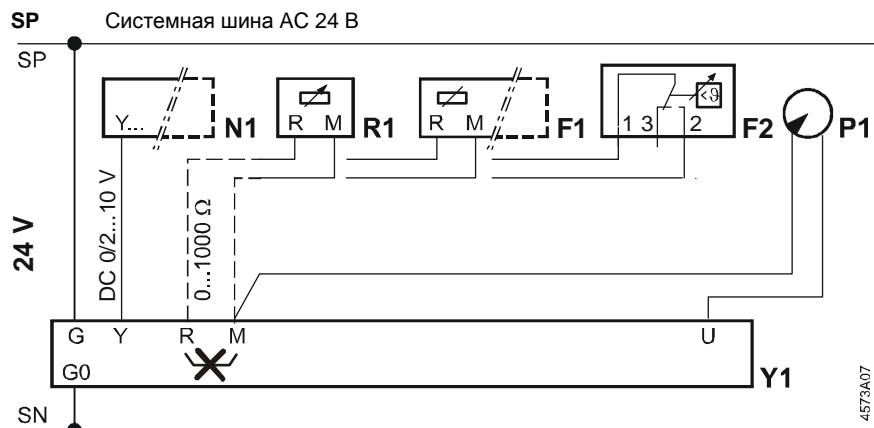 SP Системная шина АС 24 В
SP
Y... N1
R M R1
R M F1
1 3 2 F2
<ϑ
P1
24 V
DC 0/2...10 V
0...1000 Ω
G Y R M U
G0
Y1
SN
4573A07